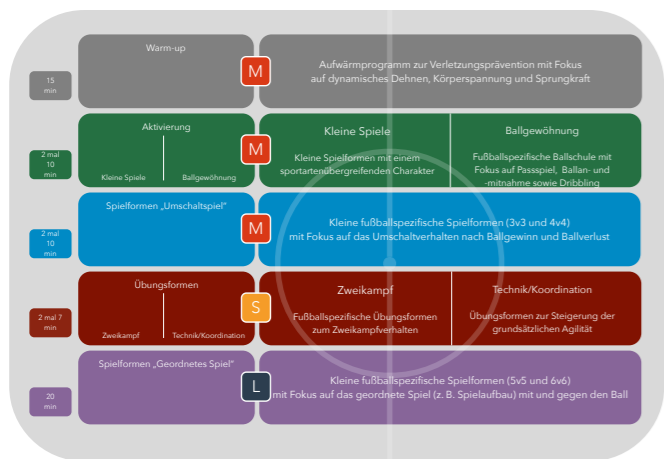 Warm-up
15
min
M
Aufwärmprogramm zur Verletzungsprävention mit Fokus
auf dynamisches Dehnen, Körperspannung und Sprungkraft
Aktivierung
2 mal
10
min
Kleine Spiele
Ballgewöhnung
M
Kleine Spiele
Kleine Spielformen mit einem
sportartenübergreifenden Charakter
Ballgewöhnung
Fußballspezifische Ballschule mit
Fokus auf Passspiel, Ballan- und
-mitnahme sowie Dribbling
Spielformen „Umschaltspiel“
2 mal
10
min
M
Kleine fußballspezifische Spielformen (3v3 und 4v4)
mit Fokus auf das Umschaltverhalten nach Ballgewinn und Ballverlust
Übungsformen
2 mal 7
min
Zweikampf
Technik/Koordination
S
Zweikampf
Fußballspezifische Übungsformen
zum Zweikampfverhalten
Technik/Koordination
Übungsformen zur Steigerung der
grundsätzlichen Agilität
Spielformen „Geordnetes Spiel“
20
min
L
Kleine fußballspezifische Spielformen (5v5 und 6v6)
mit Fokus auf das geordnete Spiel (z. B. Spielaufbau) mit und gegen den Ball